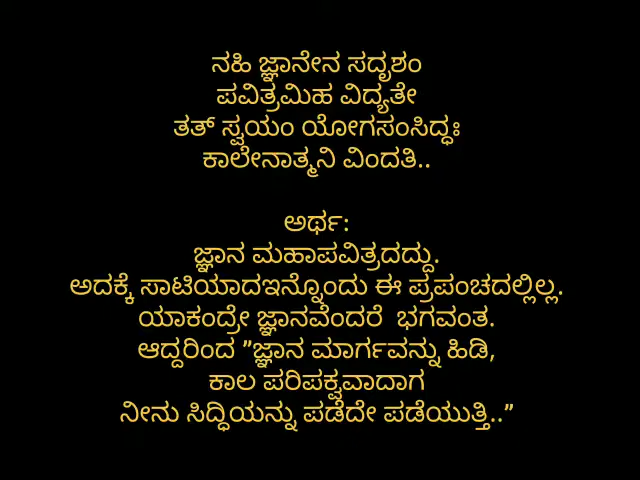 ನಹಿ ಜ್ಞಾನೇನ ಸದೃಶಂ
ಪವಿತ್ರಮಿಹ ವಿದ್ಯತೇ
ತತ್ ಸ್ವಯಂ ಯೋಗಸಂಸಿದ್ಧಃ
ಕಾಲೇನಾತ್ಮನಿ ವಿಂದತಿ..
ಅರ್ಥ:
ಜ್ಞಾನ ಮಹಾಪವಿತ್ರದದ್ದು.
ಅದಕ್ಕೆ ಸಾಟಿಯಾದಇನ್ನೊಂದು ಈ ಪ್ರಪಂಚದಲ್ಲಿಲ್ಲ.
ಯಾಕಂದ್ರೇ ಜ್ಞಾನವೆಂದರೆ ಭಗವಂತ.
ಆದ್ದರಿಂದ ”ಜ್ಞಾನ ಮಾರ್ಗವನ್ನು ಹಿಡಿ,
ಕಾಲ ಪರಿಪಕ್ವವಾದಾಗ
ನೀನು ಸಿದ್ಧಿಯನ್ನು ಪಡೆದೇ ಪಡೆಯುತ್ತಿ..”